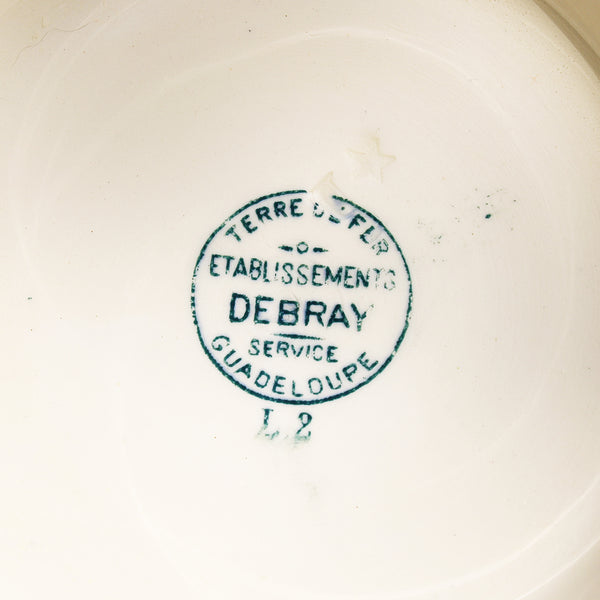 TERRE DE FER
ETABLISSEMENTS
DEBRAY
SERVICE
GUADELOUPE
L 2